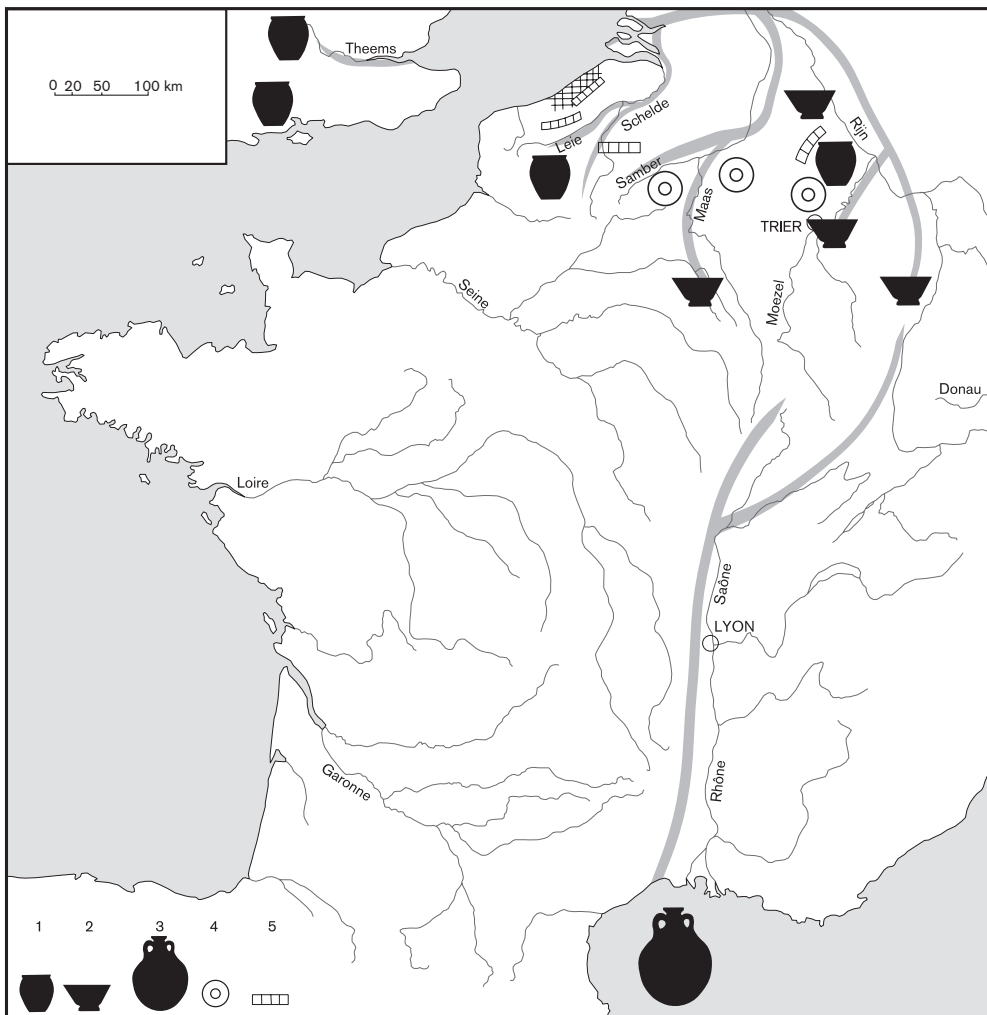 0 20 50 100 km
Theems
Schelde
Leie
Samber
Maas
Rijn
TRIER
Moezel
Seine
Donau
Loire
Saône
LYON
Rhône
Garonne
1 2 3 4 5